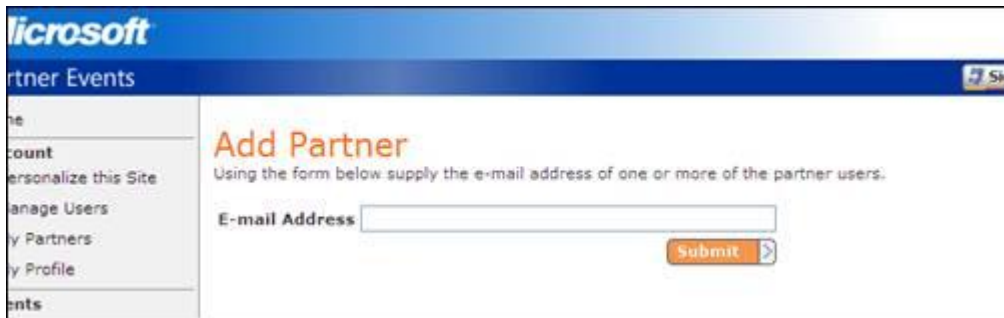 licrosoft
rtner Events
Si
ne
count
ersonalize this Site
anage Users
y Partners
y Profile
ents
Add Partner
Using the form below supply the e-mail address of one or more of the partner users.
E-mail Address
Submit